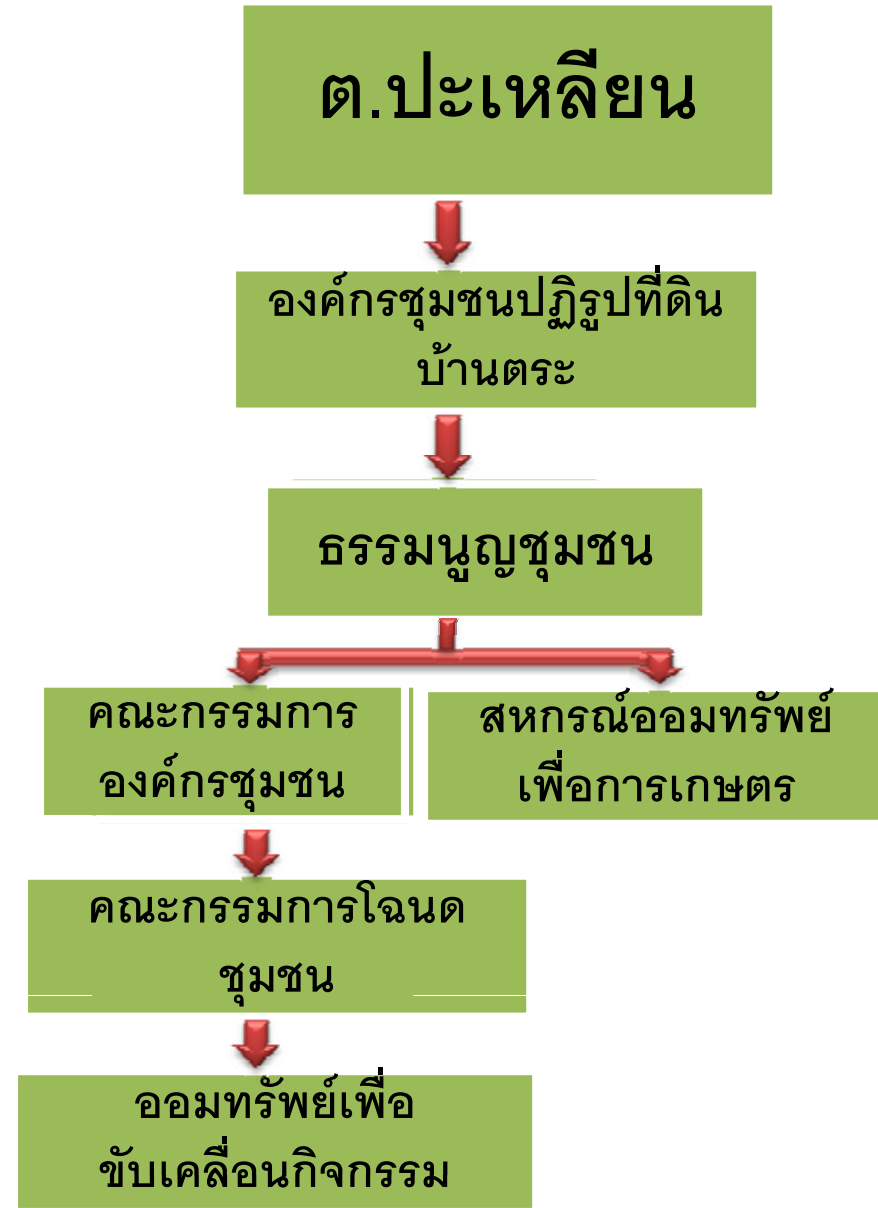 ต.ปะเหลียน
องค์กรชุมชนปฏิรูปที่ดิน
บ้านตระ
ธรรมนูญชุมชน
คณะกรรมการ
องค์กรชุมชน
สหกรณ์ออมทรัพย์
เพื่อการเกษตร
คณะกรรมการโฉนด
ชุมชน
ออมทรัพย์เพื่อ
ขับเคลื่อนกิจกรรม